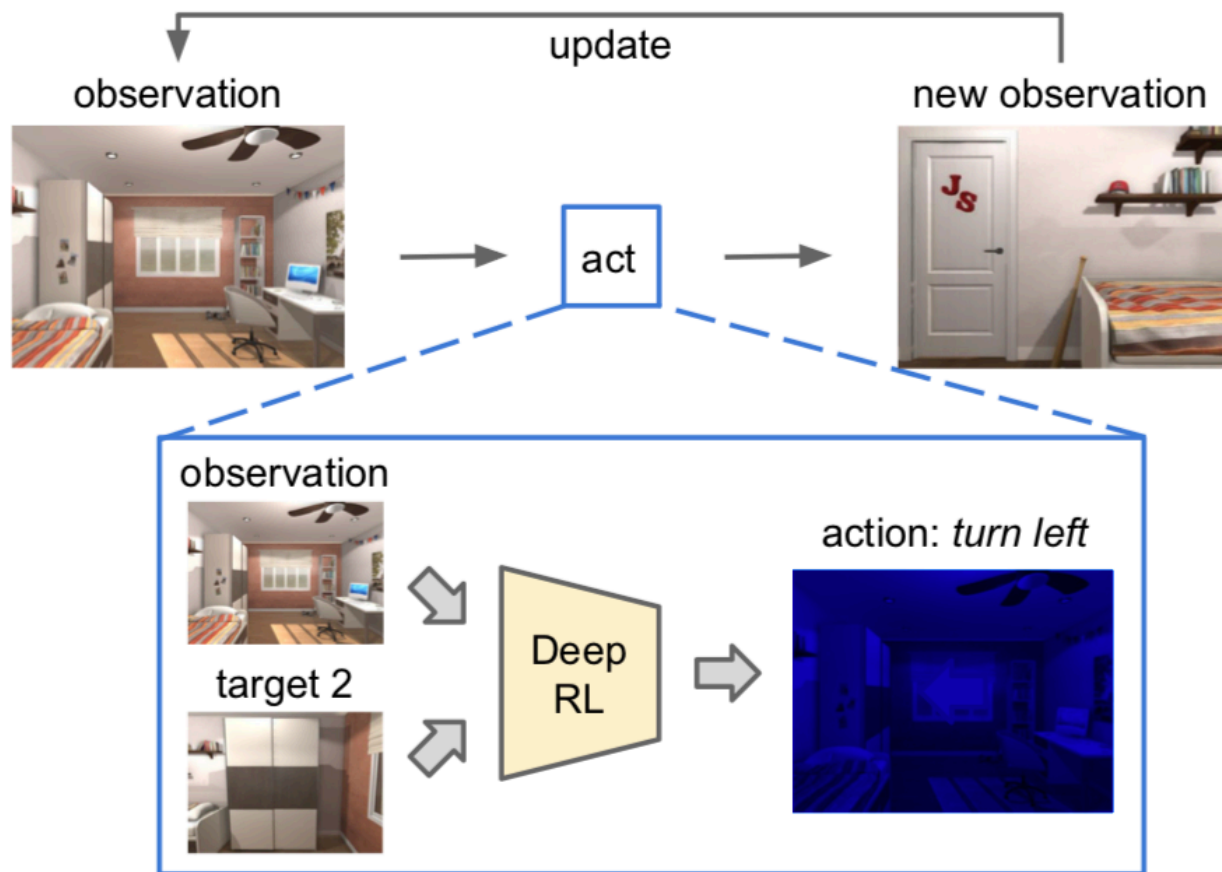 update
observation
new observation
JS
act
observation
action: turn left
target 2
Deep
RL